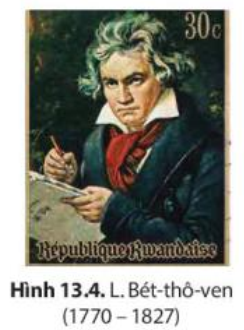 30c
République Rwandaise
Hình 13.4. L. Bét-thô-ven
(1770 – 1827)